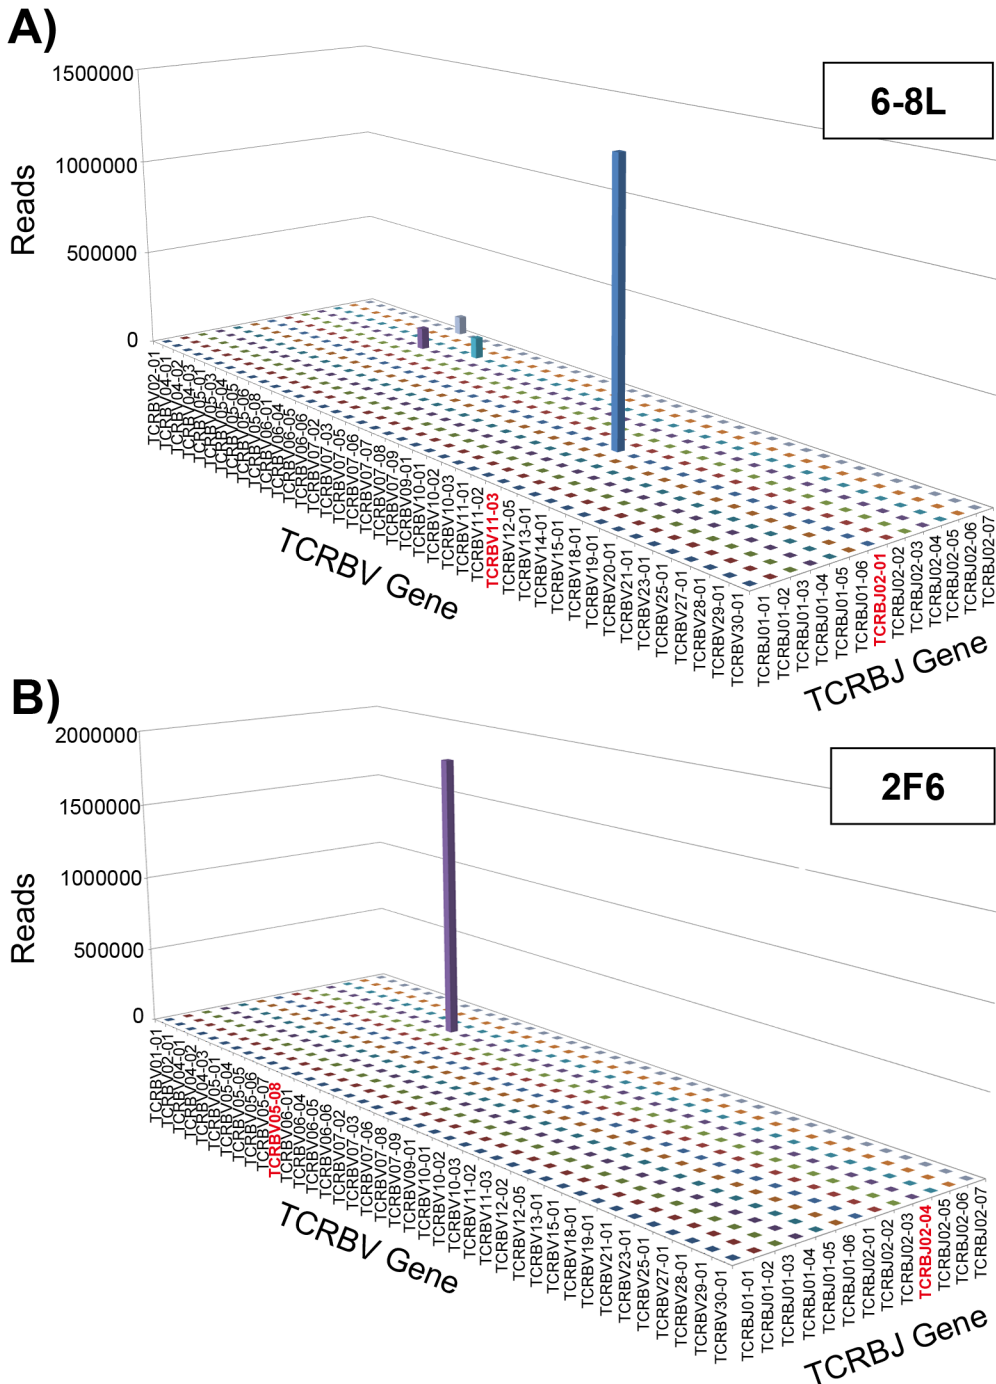 A)
6-8L
Reads
1500000
1000000
500000
0
TCRBV02-01
TCRBV04-01
TCRBV04-02
TCRBV04-03
TCRBV05-01
TCRBV05-03
TCRBV05-04
TCRBV05-05
TCRBV05-06
TCRBV05-08
TCRBV06-01
TCRBV06-04
TCRBV06-05
TCRBV06-06
TCRBV07-02
TCRBV07-03
TCRBV07-05
TCRBV07-06
TCRBV07-07
TCRBV07-08
TCRBV07-09
TCRBV09-01
TCRBV10-01
TCRBV10-02
TCRBV10-03
TCRBV11-01
TCRBV11-02
TCRBV11-03
TCRBV12-05
TCRBV13-01
TCRBV14-01
TCRBV15-01
TCRBV18-01
TCRBV19-01
TCRBV20-01
TCRBV21-01
TCRBV23-01
TCRBV25-01
TCRBV27-01
TCRBV28-01
TCRBV29-01
TCRBV30-01
TCRBV Gene
TCRBJ01-01
TCRBJ01-02
TCRBJ01-03
TCRBJ01-04
TCRBJ01-05
TCRBJ01-06
TCRBJ02-01
TCRBJ02-02
TCRBJ02-03
TCRBJ02-04
TCRBJ02-05
TCRBJ02-06
TCRBJ02-07
TCRBJ Gene
B)
2F6
Reads
2000000
1500000
1000000
500000
0
TCRBV01-01
TCRBV02-01
TCRBV04-01
TCRBV04-02
TCRBV04-03
TCRBV05-01
TCRBV05-04
TCRBV05-05
TCRBV05-06
TCRBV05-07
TCRBV05-08
TCRBV06-01
TCRBV06-04
TCRBV06-05
TCRBV06-06
TCRBV07-02
TCRBV07-03
TCRBV07-06
TCRBV07-08
TCRBV07-09
TCRBV09-01
TCRBV10-01
TCRBV10-02
TCRBV10-03
TCRBV11-02
TCRBV11-03
TCRBV12-02
TCRBV12-05
TCRBV13-01
TCRBV15-01
TCRBV18-01
TCRBV19-01
TCRBV21-01
TCRBV23-01
TCRBV25-01
TCRBV27-01
TCRBV28-01
TCRBV29-01
TCRBV30-01
TCRBV Gene
TCRBJ01-01
TCRBJ01-02
TCRBJ01-03
TCRBJ01-04
TCRBJ01-05
TCRBJ01-06
TCRBJ02-01
TCRBJ02-02
TCRBJ02-03
TCRBJ02-04
TCRBJ02-05
TCRBJ02-06
TCRBJ02-07
TCRBJ Gene